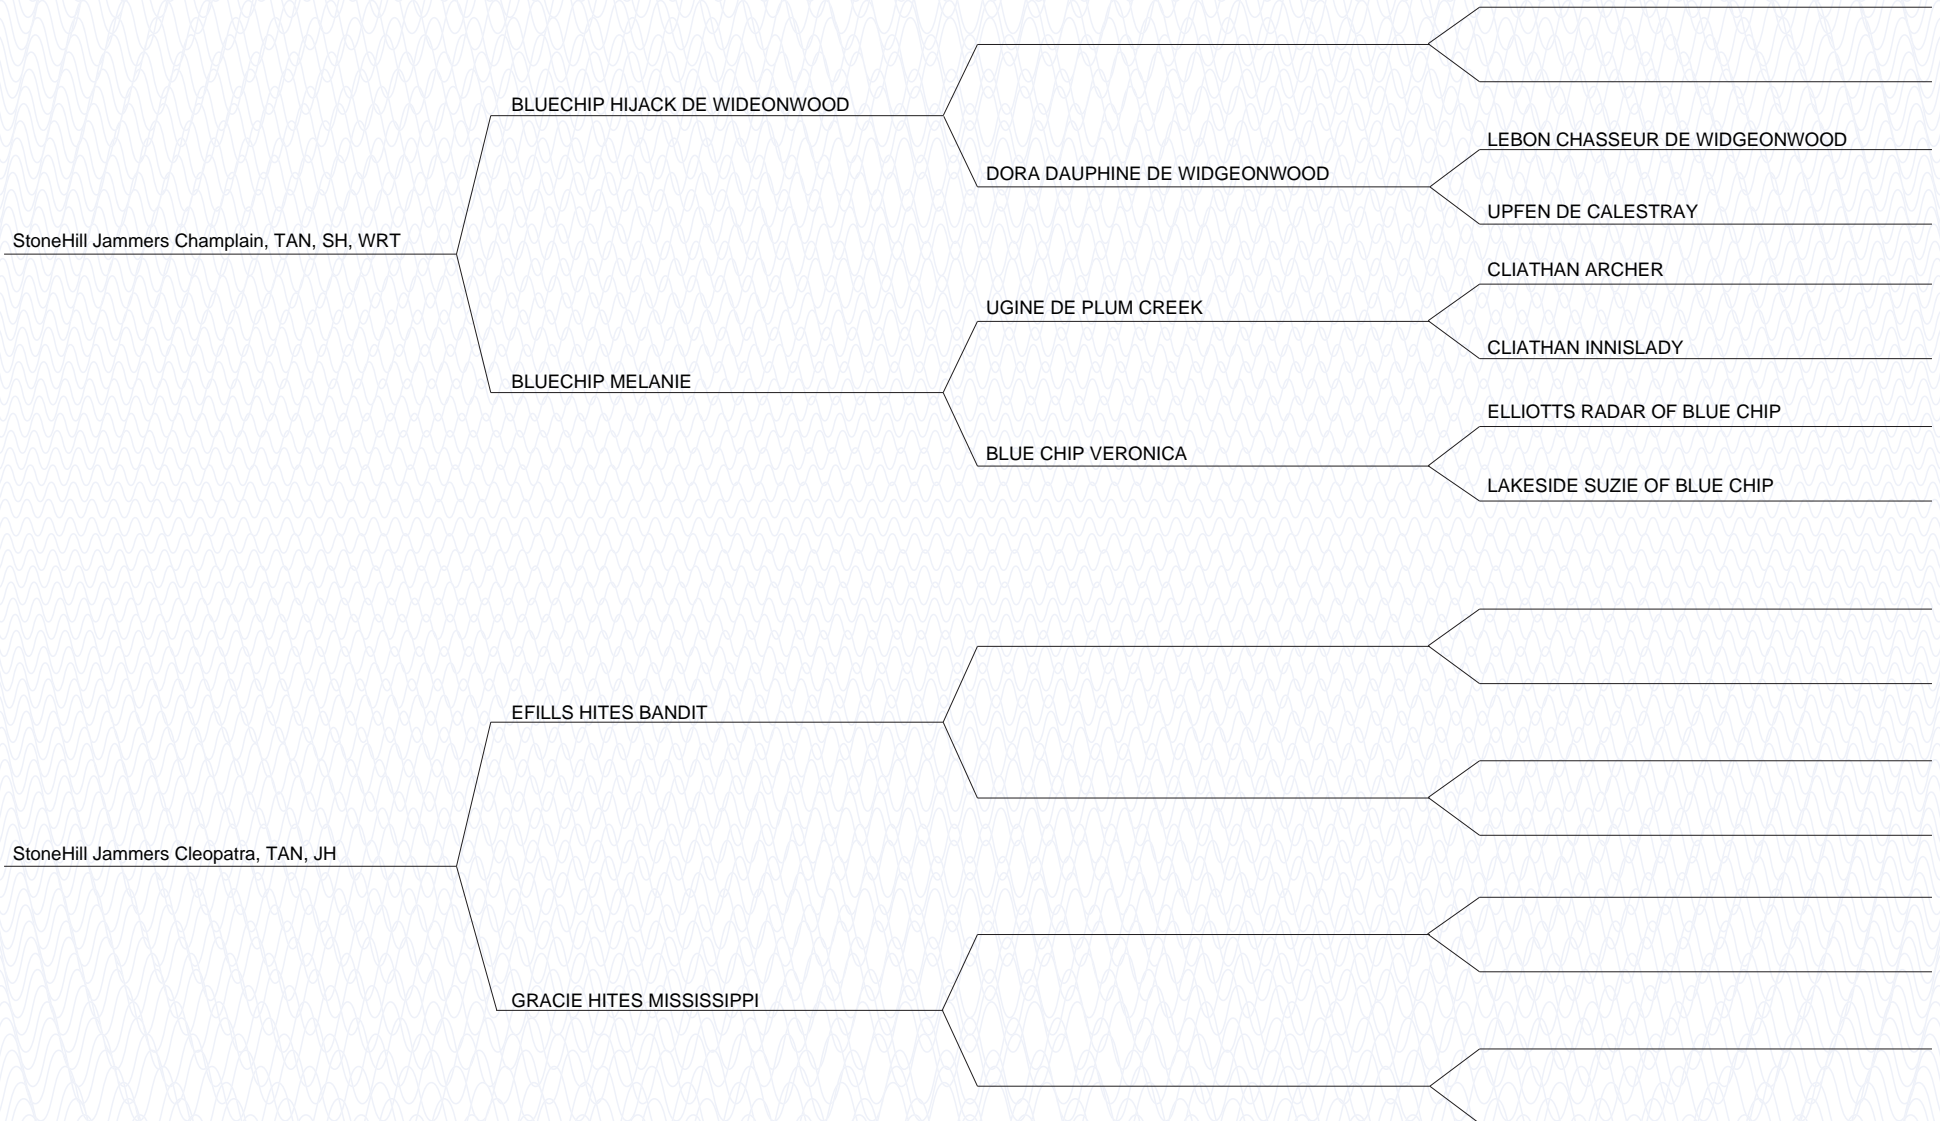 BLUECHIP HIJACK DE WIDEONWOOD
LEBON CHASSEUR DE WIDGEONWOOD
DORA DAUPHINE DE WIDGEONWOOD
UPFEN DE CALESTRAY
StoneHill Jammers Champlain, TAN, SH, WRT
CLIATHAN ARCHER
UGINE DE PLUM CREEK
CLIATHAN INNISLADY
BLUECHIP MELANIE
ELLIOTTS RADAR OF BLUE CHIP
BLUE CHIP VERONICA
LAKESIDE SUZIE OF BLUE CHIP
EFILLS HITES BANDIT
StoneHill Jammers Cleopatra, TAN, JH
GRACIE HITES MISSISSIPPI